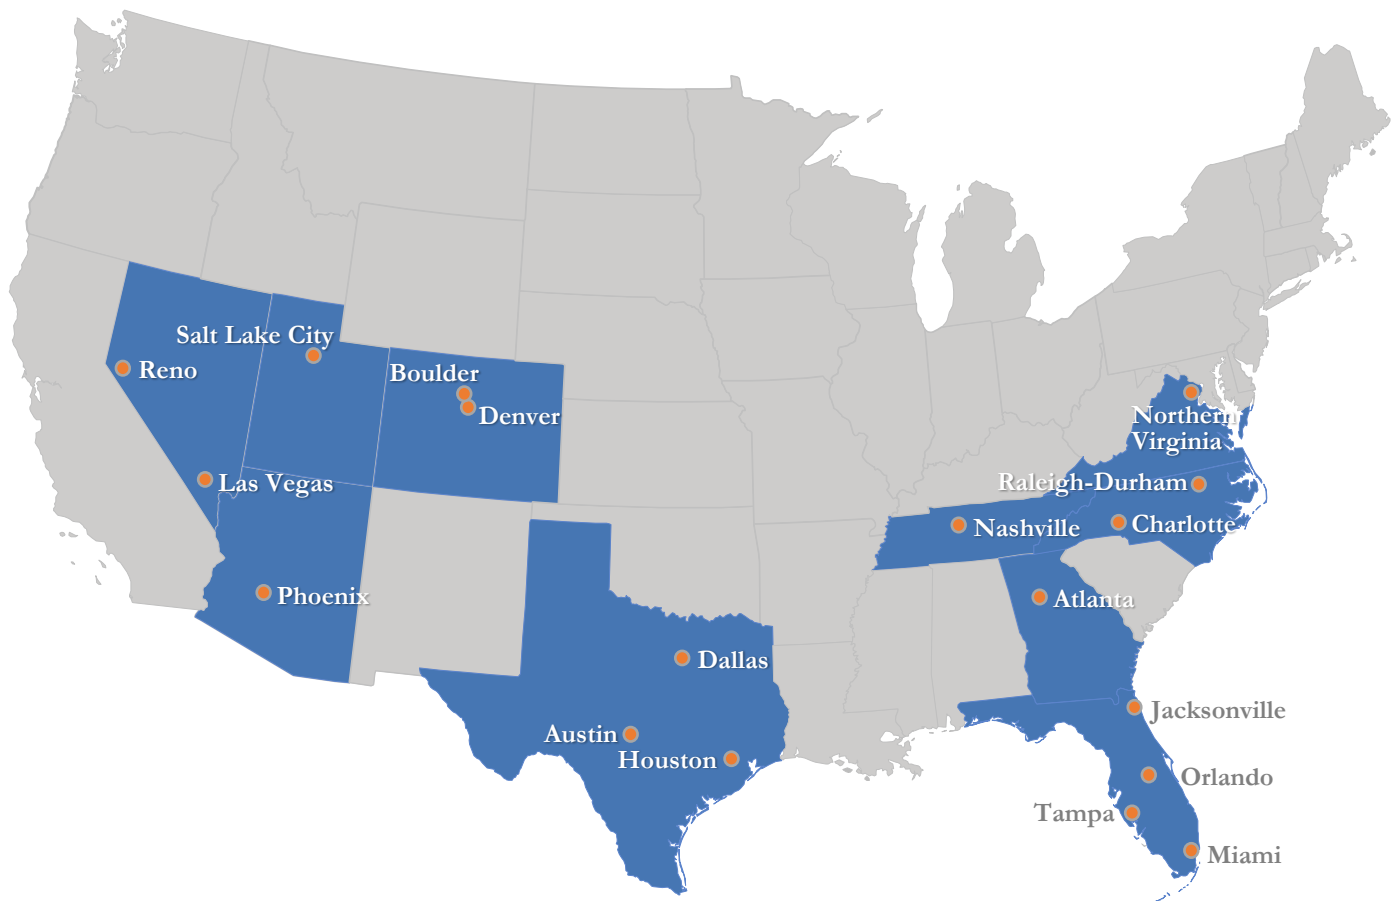 Salt Lake City
Reno
Boulder
Denver
Northern
Virginia
Las Vegas
Raleigh-Durham
Nashville
Charlotte
Phoenix
Atlanta
Dallas
Jacksonville
Austin
Houston
Orlando
Tampa
Miami